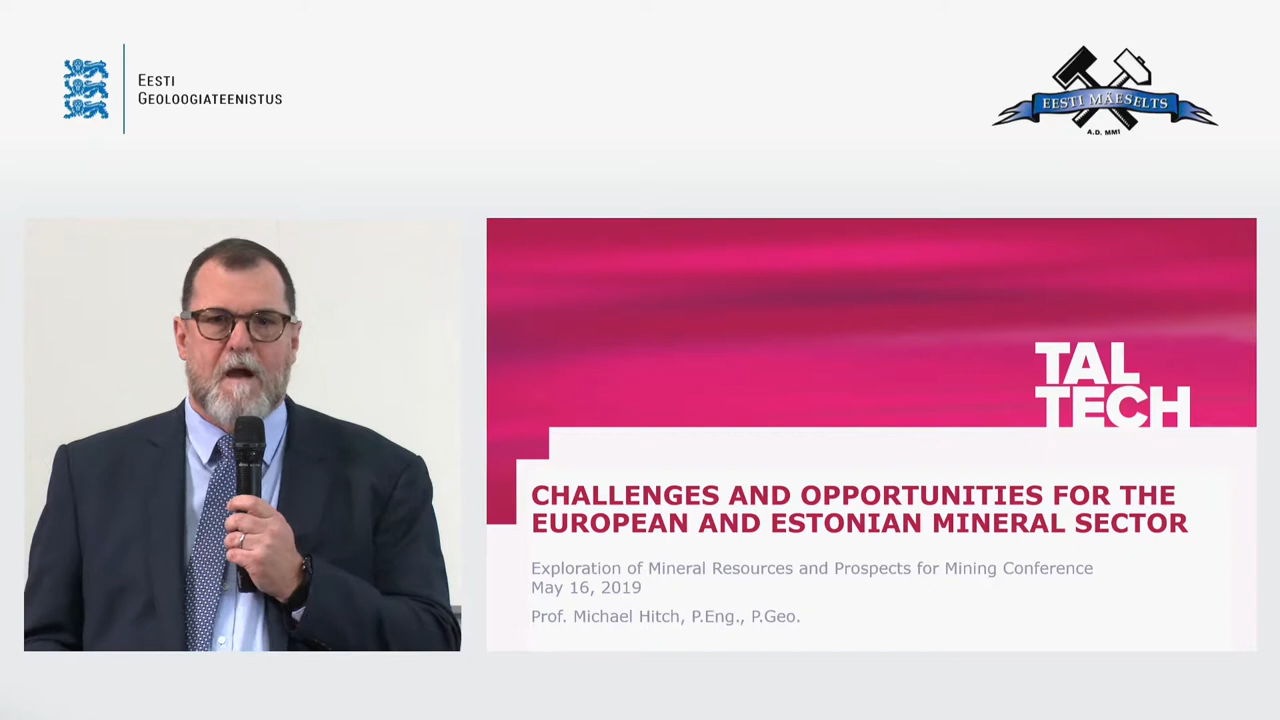 EESTI
GEOLOOGIATEENISTUS
EESTI MÄESELTS
A.D. MMI
TAL
TECH
CHALLENGES AND OPPORTUNITIES FOR THE
EUROPEAN AND ESTONIAN MINERAL SECTOR
Exploration of Mineral Resources and Prospects for Mining Conference
May 16, 2019
Prof. Michael Hitch, P.Eng., P.Geo.